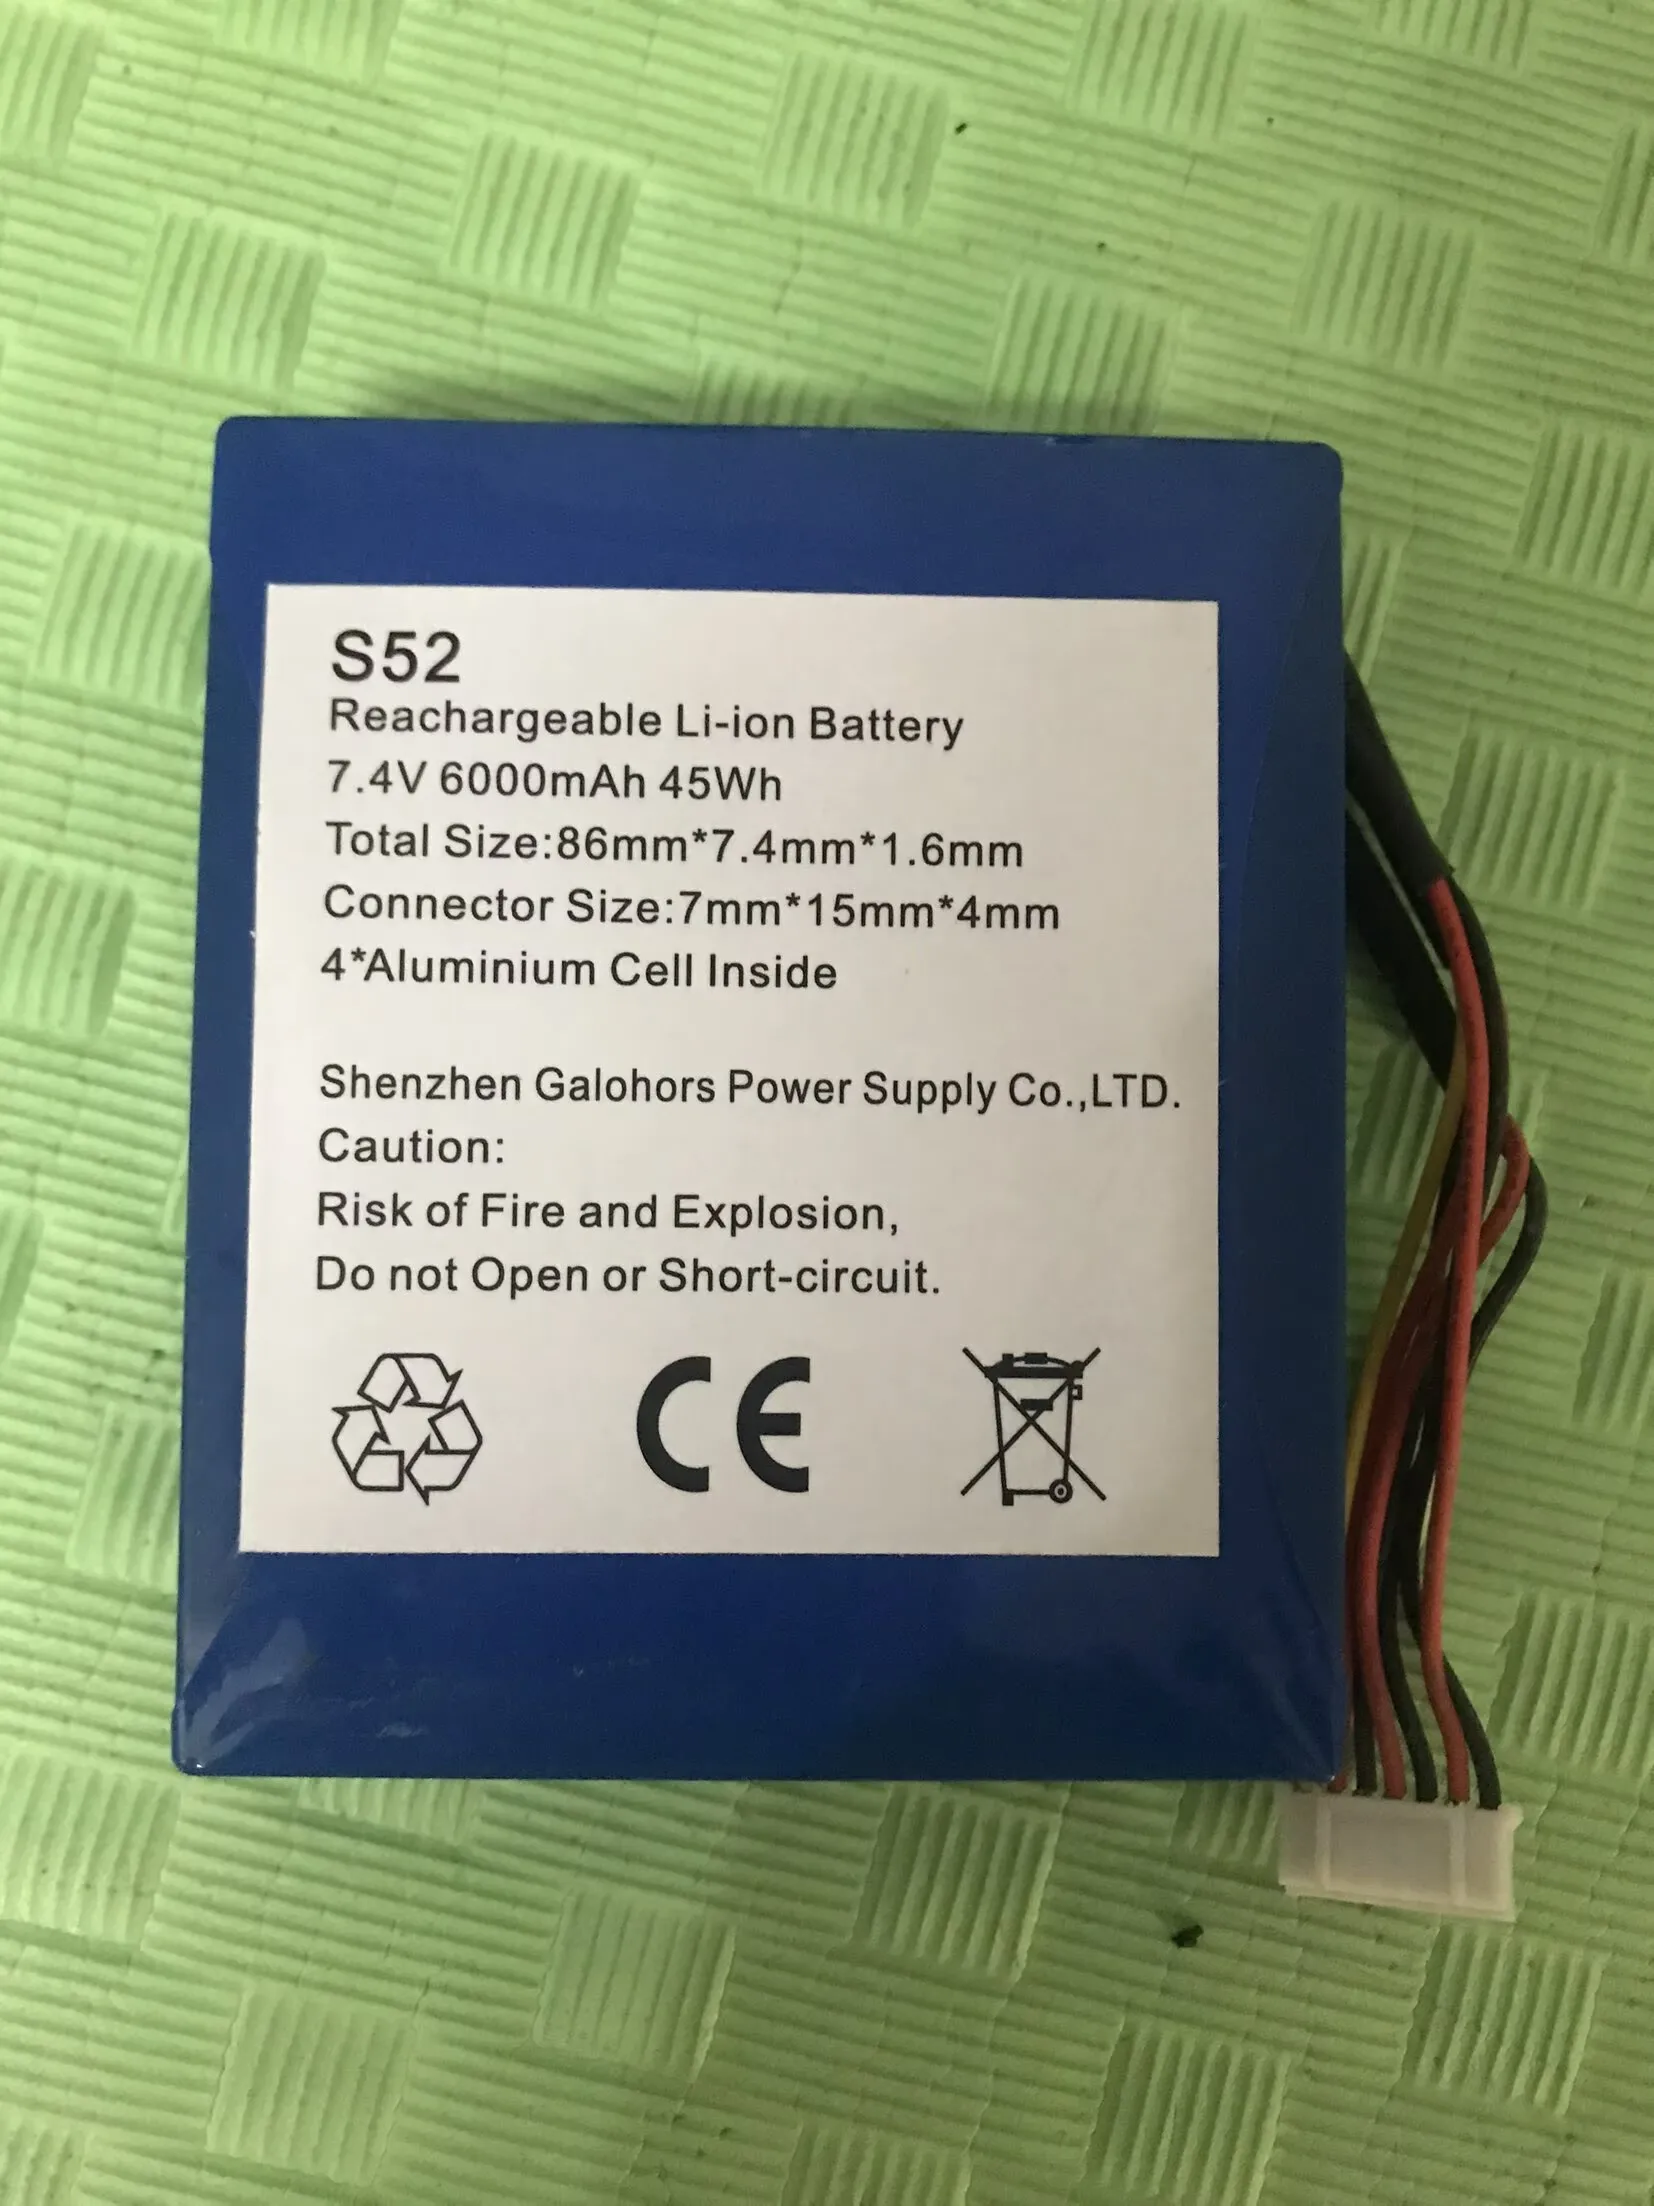 S52
Reachargeable Li-ion Battery
7.4V 6000mAh 45Wh
Total Size:86mm*7.4mm*1.6mm
Connector Size:7mm*15mm*4mm
4*Aluminium Cell Inside
Shenzhen Galohors Power Supply Co.,LTD.
Caution:
Risk of Fire and Explosion,
Do not Open or Short-circuit.
CE